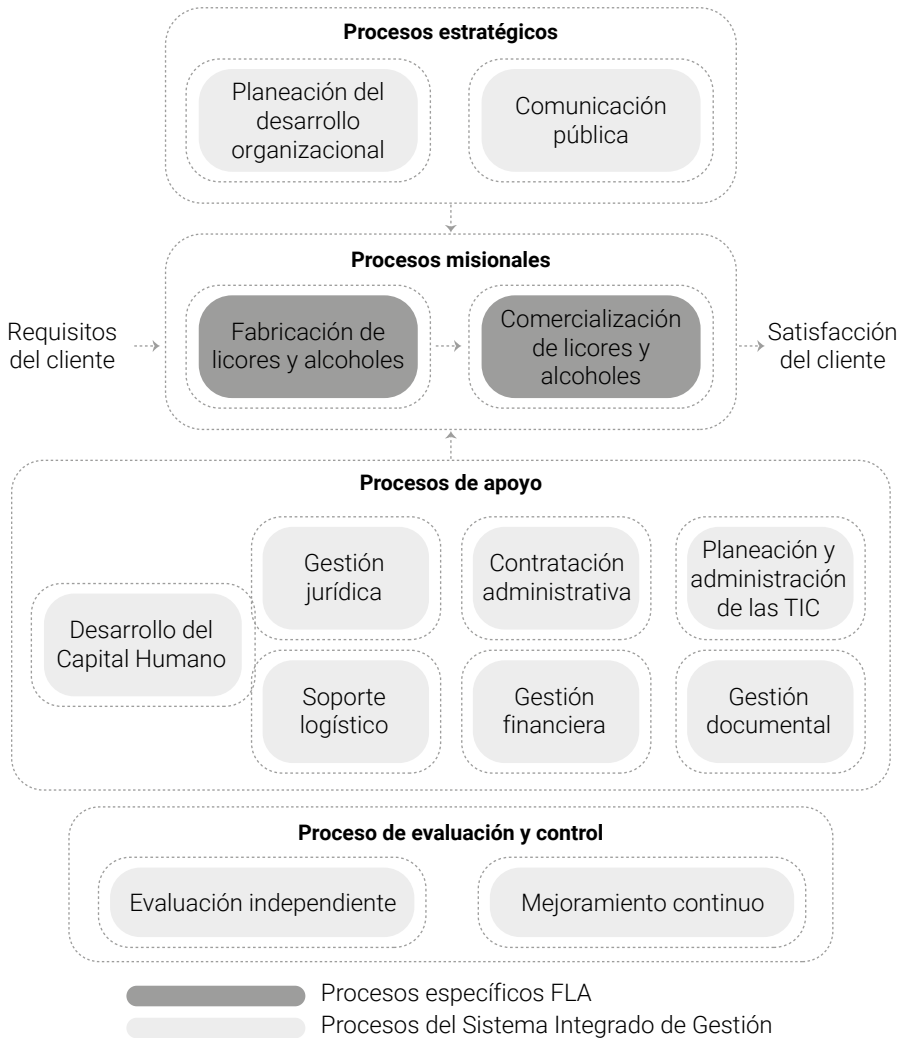 Procesos estratégicos
Planeación del
desarrollo
organizacional
Comunicación
pública
Procesos misionales
Requisitos
del cliente
Fabricación de
licores y alcoholes
Comercialización
de licores y
alcoholes
Satisfacción
del cliente
Procesos de apoyo
Desarrollo del
Capital Humano
Gestión
jurídica
Contratación
administrativa
Planeación y
administración
de las TIC
Soporte
logístico
Gestión
financiera
Gestión
documental
Proceso de evaluación y control
Evaluación independiente
Mejoramiento continuo
Procesos específicos FLA
Procesos del Sistema Integrado de Gestión